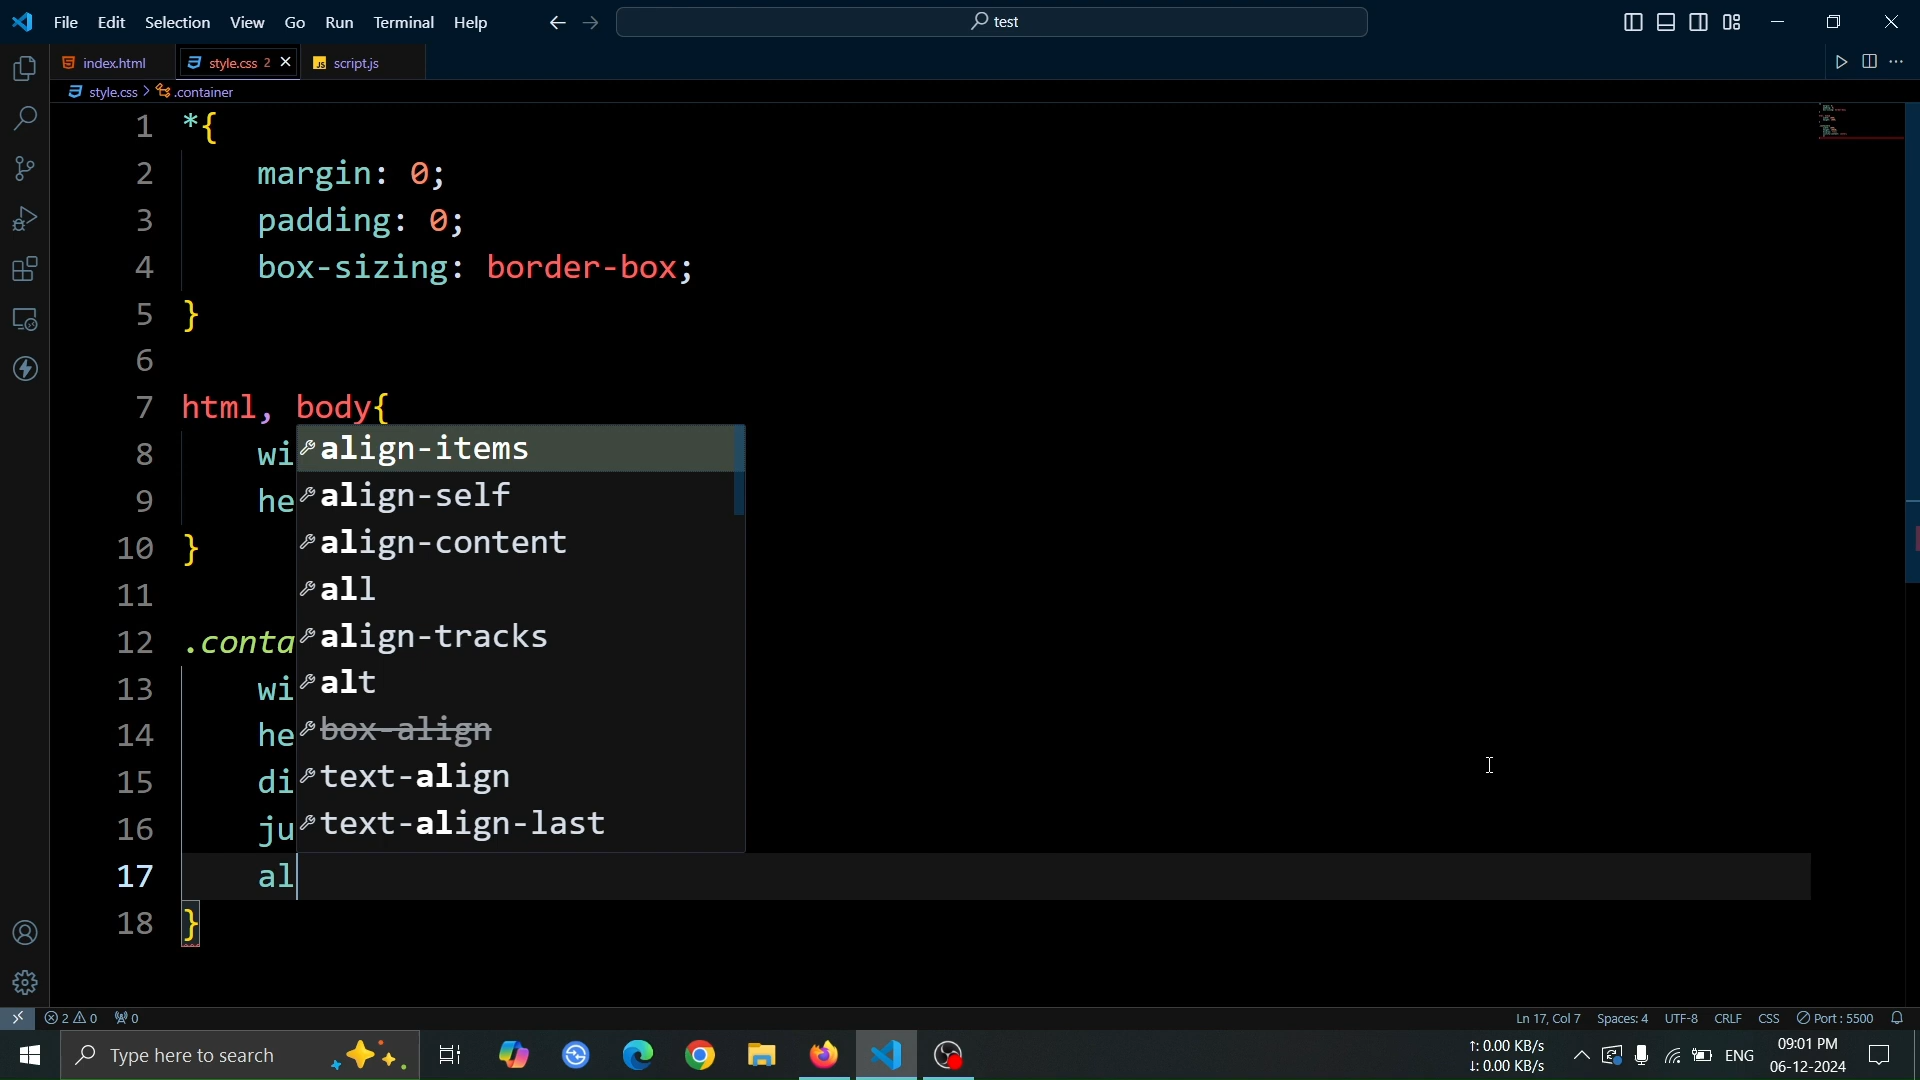 File Edit Selection View Go Run Terminal Help
test
index.html
style.css 2
script.js
style.css > .container
1 *{
2 margin: 0;
3 padding: 0;
4 box-sizing: border-box;
5 }
6
7 html, body{
8 wi
9 he
10 }
11
12 .conta
13 wi
14 he
15 di
16 ju
17 al
18 }
align-items
align-self
align-content
all
align-tracks
alt
box-align
text-align
text-align-last
2 0 0
Ln 17, Col 7 Spaces: 4 UTF-8 CRLF CSS Port : 5500
Type here to search
↑: 0.00 KB/s
↓: 0.00 KB/s
ENG
09:01 PM
06-12-2024